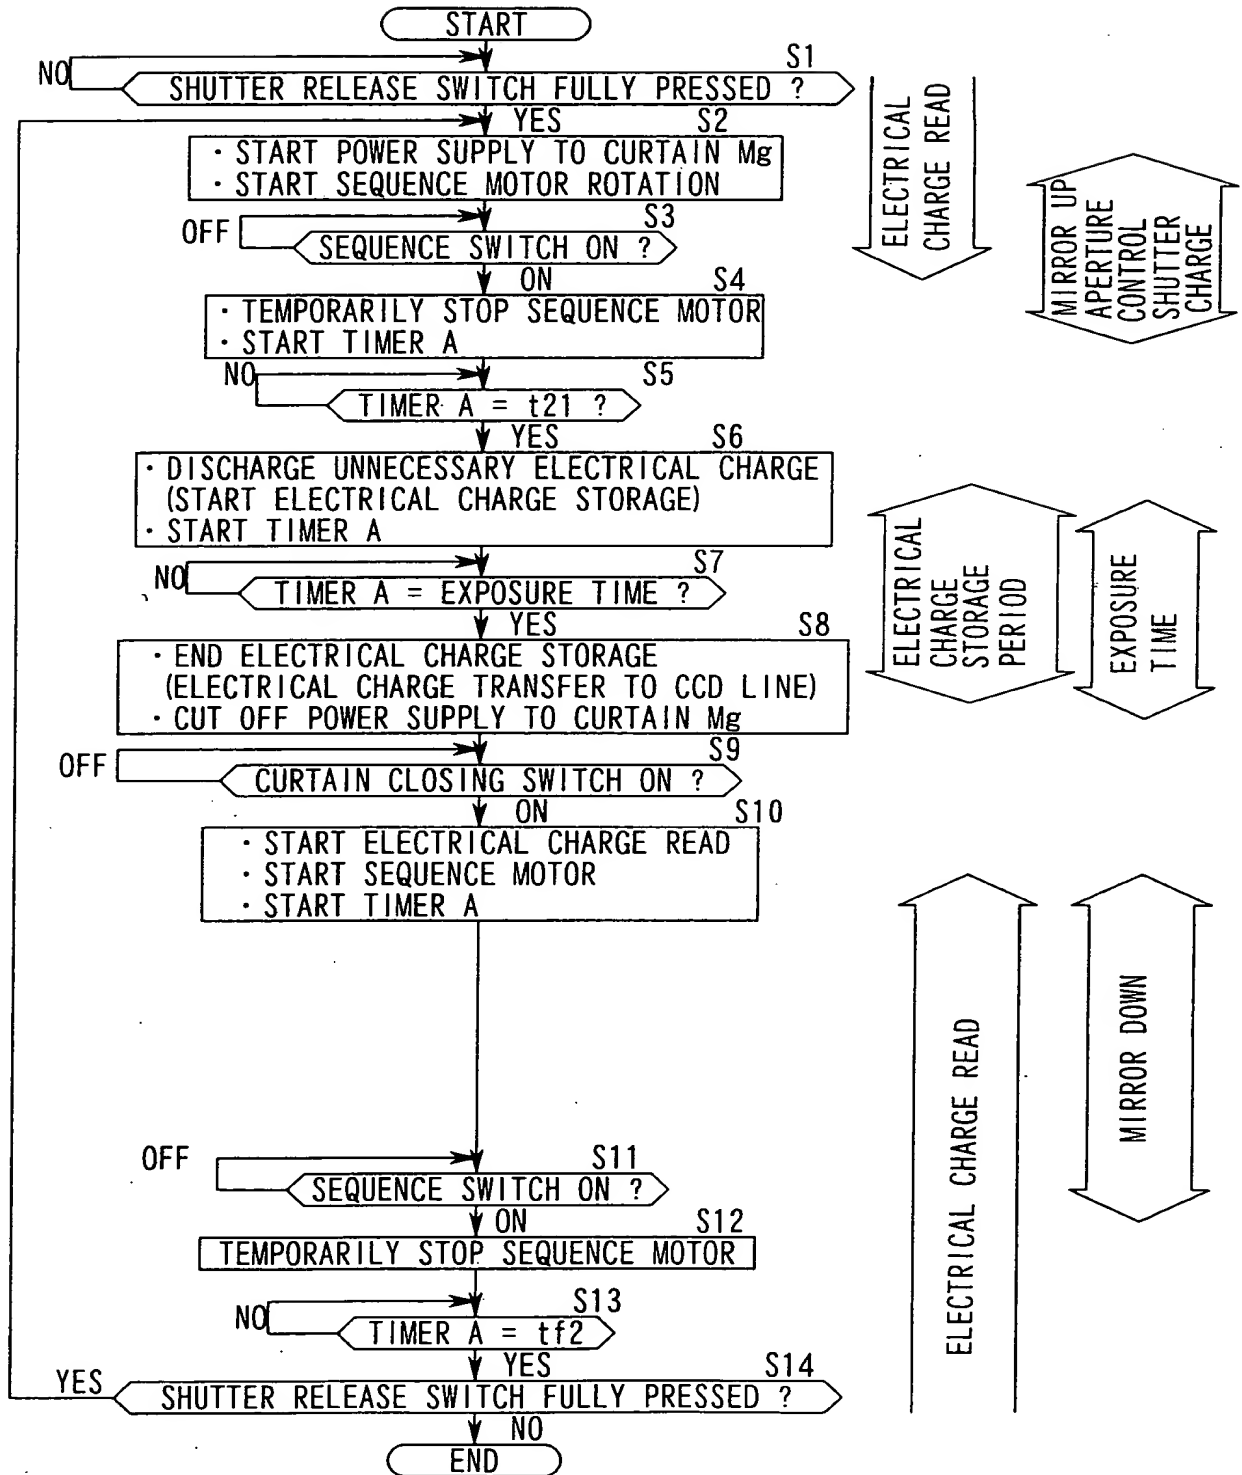 START
S1
NO
SHUTTER RELEASE SWITCH FULLY PRESSED ?
YES
S2
· START POWER SUPPLY TO CURTAIN Mg
· START SEQUENCE MOTOR ROTATION
S3
OFF
SEQUENCE SWITCH ON ?
ON
S4
· TEMPORARILY STOP SEQUENCE MOTOR
· START TIMER A
NO
S5
TIMER A = t21 ?
YES
S6
· DISCHARGE UNNECESSARY ELECTRICAL CHARGE
(START ELECTRICAL CHARGE STORAGE)
· START TIMER A
NO
S7
TIMER A = EXPOSURE TIME ?
YES
S8
· END ELECTRICAL CHARGE STORAGE
(ELECTRICAL CHARGE TRANSFER TO CCD LINE)
· CUT OFF POWER SUPPLY TO CURTAIN Mg
S9
OFF
CURTAIN CLOSING SWITCH ON ?
ON
S10
· START ELECTRICAL CHARGE READ
· START SEQUENCE MOTOR
· START TIMER A
OFF
S11
SEQUENCE SWITCH ON ?
ON
S12
TEMPORARILY STOP SEQUENCE MOTOR
NO
S13
TIMER A = tf2
YES
S14
YES
SHUTTER RELEASE SWITCH FULLY PRESSED ?
NO
END
ELECTRICAL
CHARGE READ
MIRROR UP
APERTURE
CONTROL
SHUTTER
CHARGE
ELECTRICAL
CHARGE
STORAGE
PERIOD
EXPOSURE
TIME
ELECTRICAL CHARGE READ
MIRROR DOWN